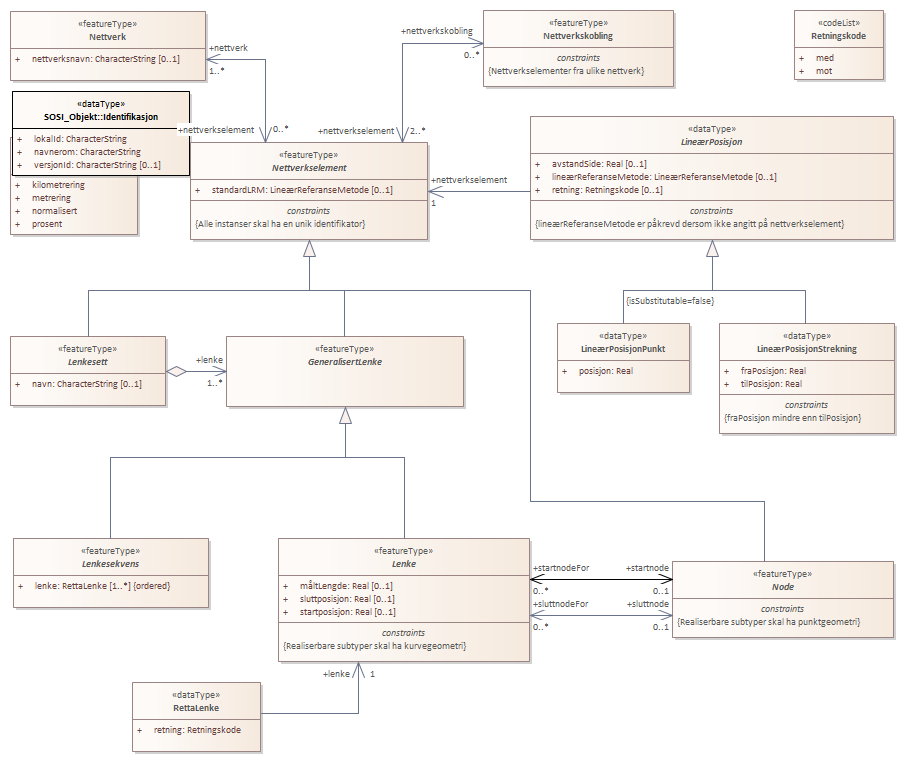 «featureType»
Nettverk
+ nettverksnavn: CharacterString [0..1]
+nettverk
1..*
+nettverkskobling
0..*
«featureType»
Nettverkskobling
constraints
{Nettverkselementer fra ulike nettverk}
«codeList»
Retningskode
+ med
+ mot
«dataType»
SOSI_Objekt::Identifikasjon
+ lokalId: CharacterString
+ navnerom: CharacterString
+ versjonId: CharacterString [0..1]
+ kilometrering
+ metrering
+ normalisert
+ prosent
+nettverkselement
0..*
+nettverkselement
2..*
«featureType»
Nettverkselement
+ standardLRM: LineærReferanseMetode [0..1]
constraints
{Alle instanser skal ha en unik identifikator}
+nettverkselement
1
«dataType»
LineærPosisjon
+ avstandSide: Real [0..1]
+ lineærReferanseMetode: LineærReferanseMetode [0..1]
+ retning: Retningskode [0..1]
constraints
{lineærReferanseMetode er påkrevd dersom ikke angitt på nettverkselement}
{isSubstitutable=false}
«featureType»
Lenkesett
+ navn: CharacterString [0..1]
+lenke
1..*
«featureType»
GeneralisertLenke
«dataType»
LineærPosisjonPunkt
+ posisjon: Real
«dataType»
LineærPosisjonStrekning
+ fraPosisjon: Real
+ tilPosisjon: Real
constraints
{fraPosisjon mindre enn tilPosisjon}
«featureType»
Lenkesekvens
+ lenke: RettaLenke [1..*] {ordered}
«featureType»
Lenke
+ måltLengde: Real [0..1]
+ sluttposisjon: Real [0..1]
+ startposisjon: Real [0..1]
constraints
{Realiserbare subtyper skal ha kurvegeometri}
+startnodeFor
+startnode
0..*
0..1
+sluttnodeFor
+sluttnode
0..*
0..1
«featureType»
Node
constraints
{Realiserbare subtyper skal ha punktgeometri}
+lenke
1
«dataType»
RettaLenke
+ retning: Retningskode